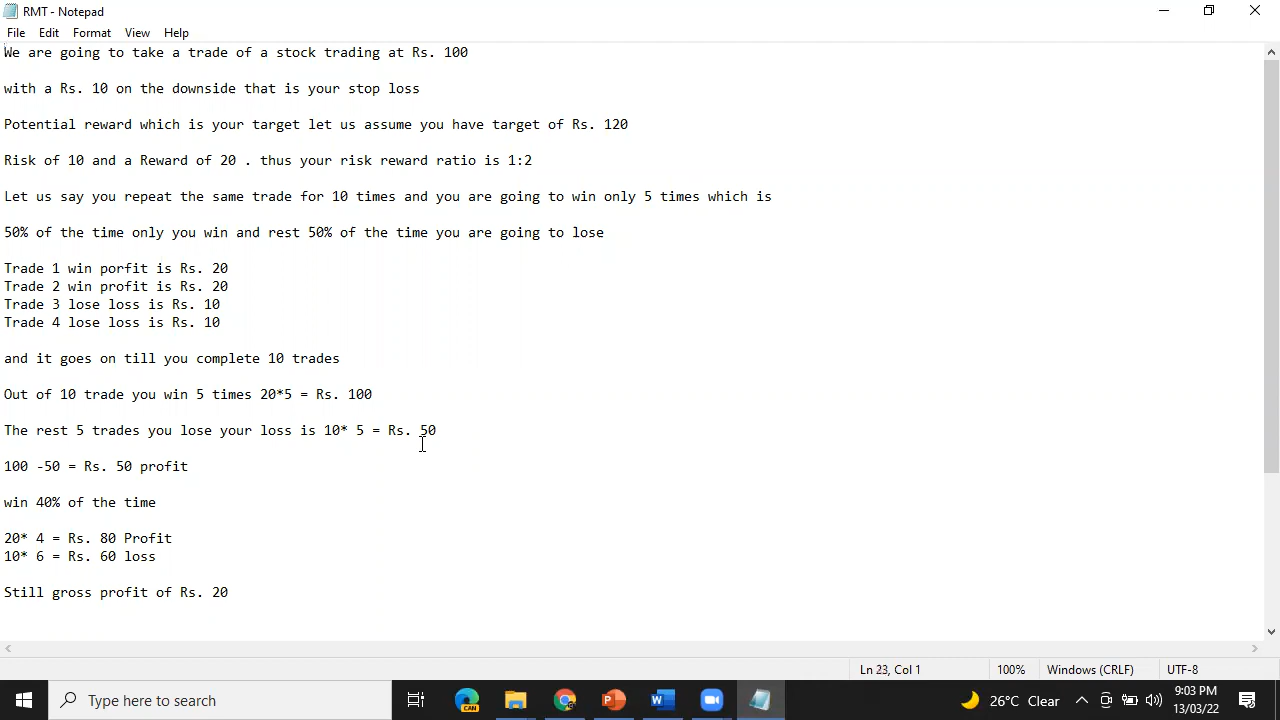 RMT - Notepad
File Edit Format View Help
We are going to take a trade of a stock trading at Rs. 100
with a Rs. 10 on the downside that is your stop loss
Potential reward which is your target let us assume you have target of Rs. 120
Risk of 10 and a Reward of 20 . thus your risk reward ratio is 1:2
Let us say you repeat the same trade for 10 times and you are going to win only 5 times which is
50% of the time only you win and rest 50% of the time you are going to lose
Trade 1 win porfit is Rs. 20
Trade 2 win profit is Rs. 20
Trade 3 lose loss is Rs. 10
Trade 4 lose loss is Rs. 10
and it goes on till you complete 10 trades
Out of 10 trade you win 5 times 20*5 = Rs. 100
The rest 5 trades you lose your loss is 10* 5 = Rs. 50
100 -50 = Rs. 50 profit
win 40% of the time
20* 4 = Rs. 80 Profit
10* 6 = Rs. 60 loss
Still gross profit of Rs. 20
Ln 23, Col 1 100% Windows (CRLF) UTF-8
Type here to search
CAN
26°C Clear
9:03 PM
13/03/22